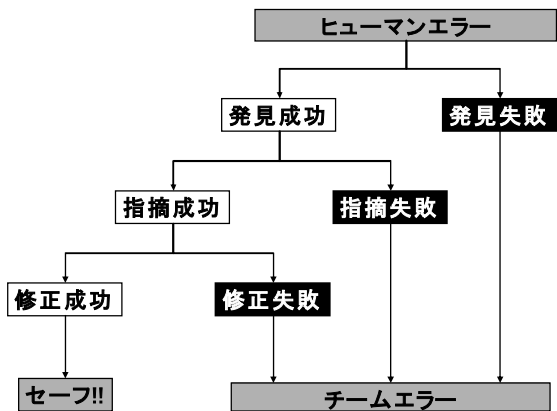 ヒューマンエラー
発見成功
発見失敗
指摘成功
指摘失敗
修正成功
修正失敗
セーフ!!
チームエラー